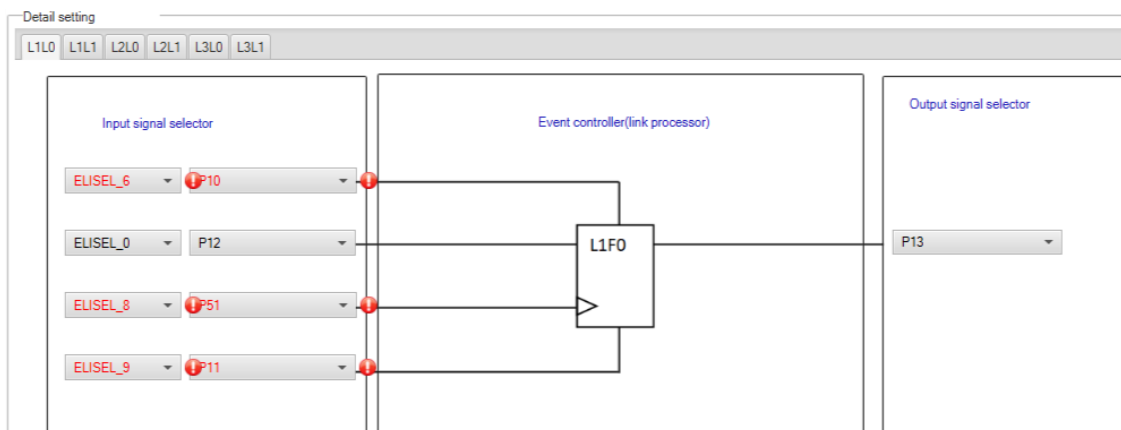 Detail setting
L1L0 L1L1 L2L0 L2L1 L3L0 L3L1
Input signal selector
Event controller(link processor)
Output signal selector
ELISEL_6 P10
ELISEL_0 P12
L1F0
P13
ELISEL_8 P51
ELISEL_9 P11